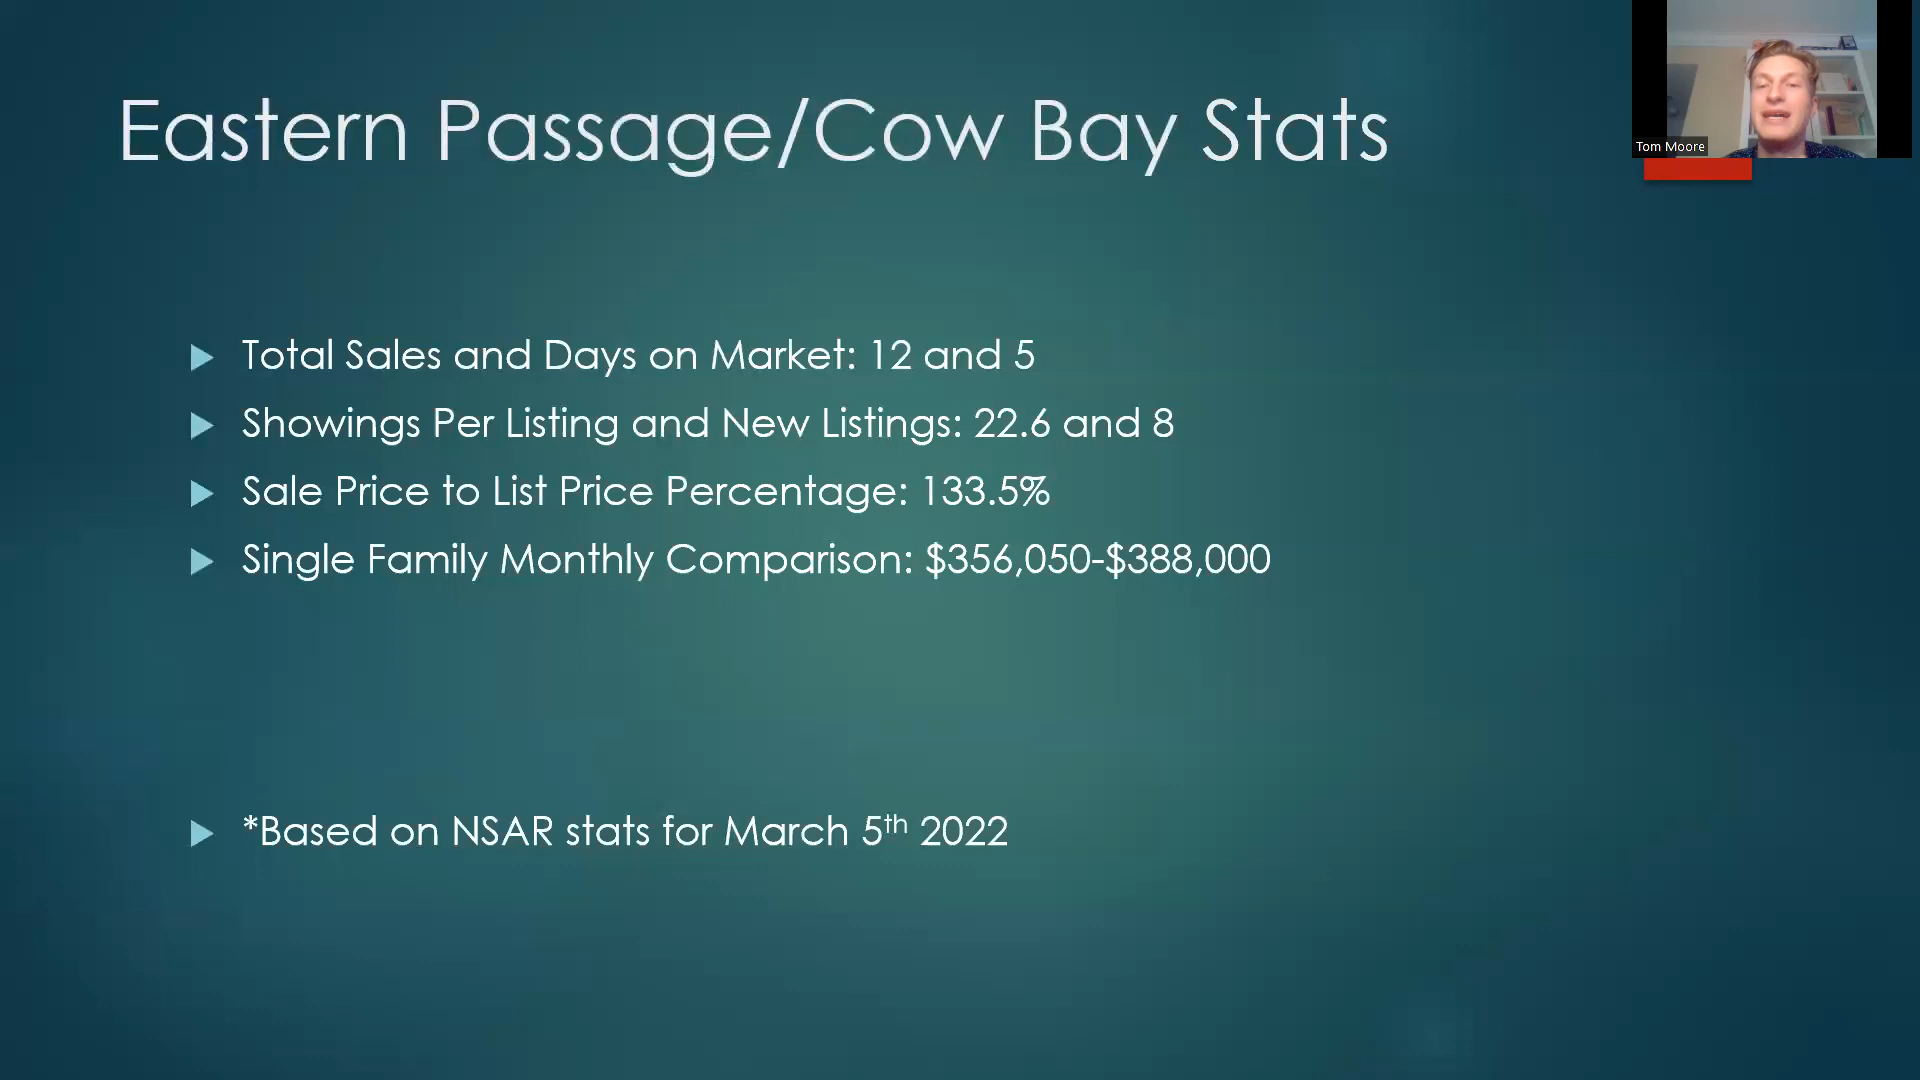 Eastern Passage/Cow Bay Stats
Tom Moore
Total Sales and Days on Market: 12 and 5
Showings Per Listing and New Listings: 22.6 and 8
Sale Price to List Price Percentage: 133.5%
Single Family Monthly Comparison: $356,050-$388,000
*Based on NSAR stats for March 5th 2022